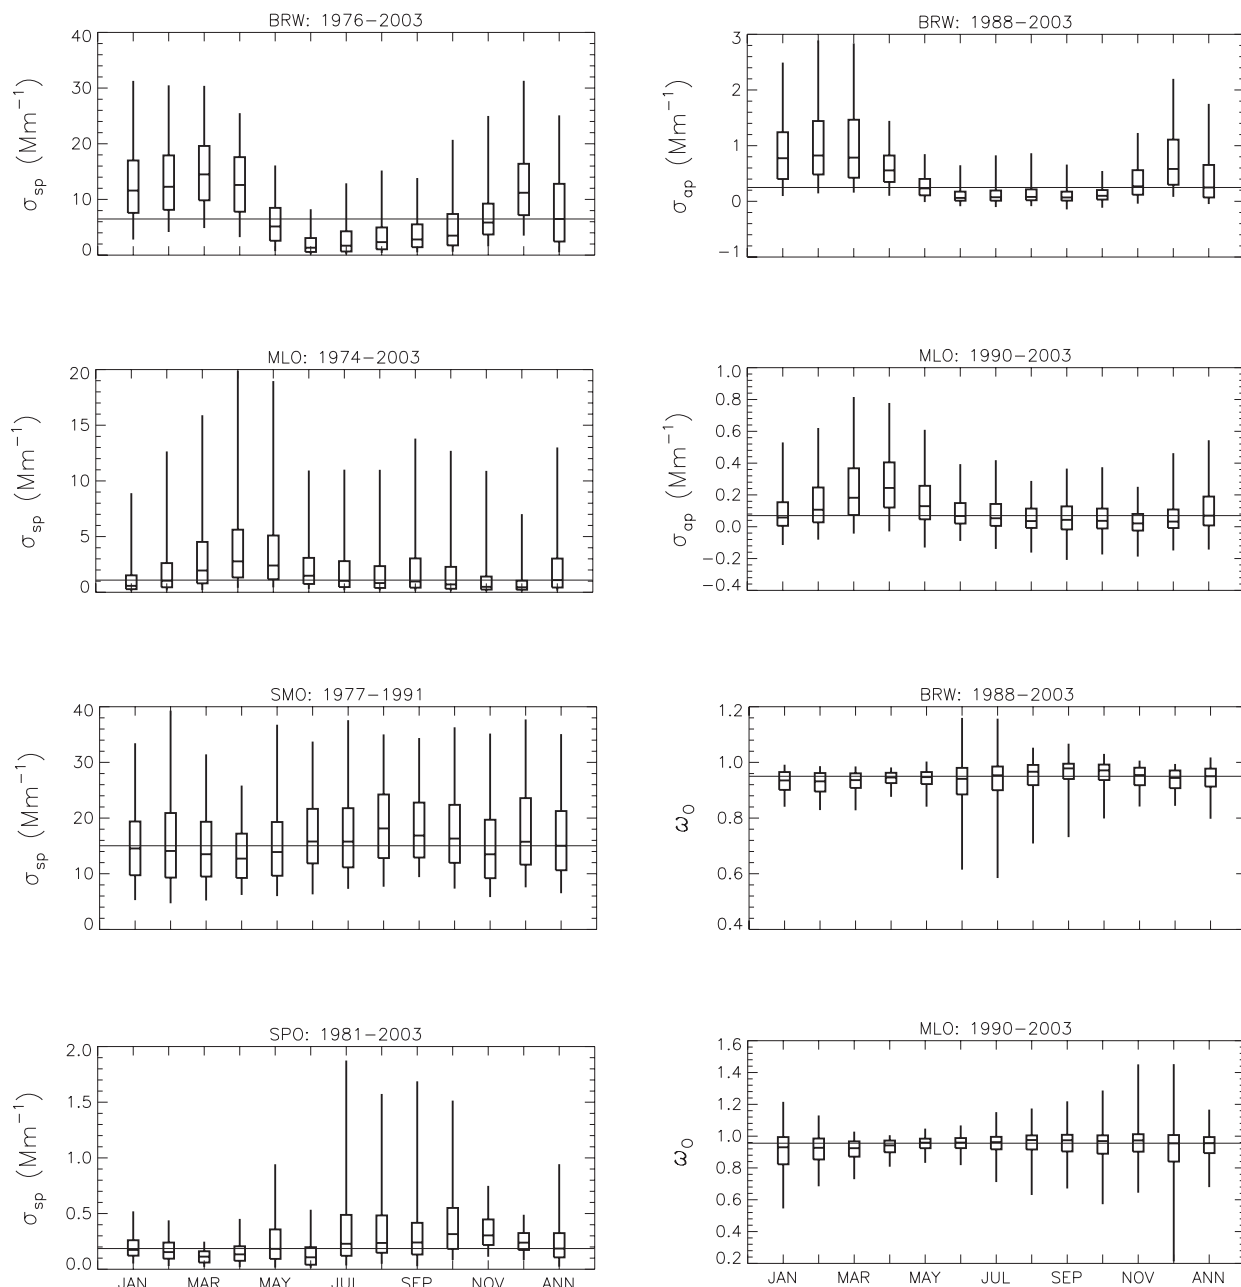 BRW: 1976−2003
σsp (Mm−1)
40
30
20
10
0
BRW: 1988−2003
σap (Mm−1)
3
2
1
0
−1
MLO: 1974−2003
σsp (Mm−1)
20
15
10
5
0
MLO: 1990−2003
σap (Mm−1)
1.0
0.8
0.6
0.4
0.2
0.0
−0.2
−0.4
SMO: 1977−1991
σsp (Mm−1)
40
30
20
10
0
BRW: 1988−2003
ω0
1.2
1.0
0.8
0.6
0.4
SPO: 1981−2003
σsp (Mm−1)
2.0
1.5
1.0
0.5
0.0
JAN MAR MAY JUL SEP NOV ANN
MLO: 1990−2003
ω0
1.6
1.4
1.2
1.0
0.8
0.6
0.4
0.2
JAN MAR MAY JUL SEP NOV ANN